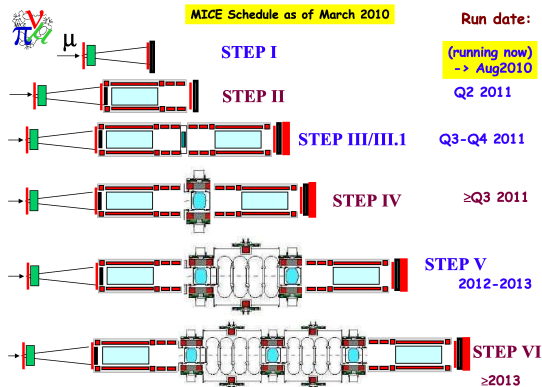 MICE Schedule as of March 2010
Run date:
μ
STEP I
(running now)
-> Aug2010
STEP II
Q2 2011
STEP III/III.1
Q3-Q4 2011
STEP IV
≥Q3 2011
STEP V
2012-2013
STEP VI
≥2013